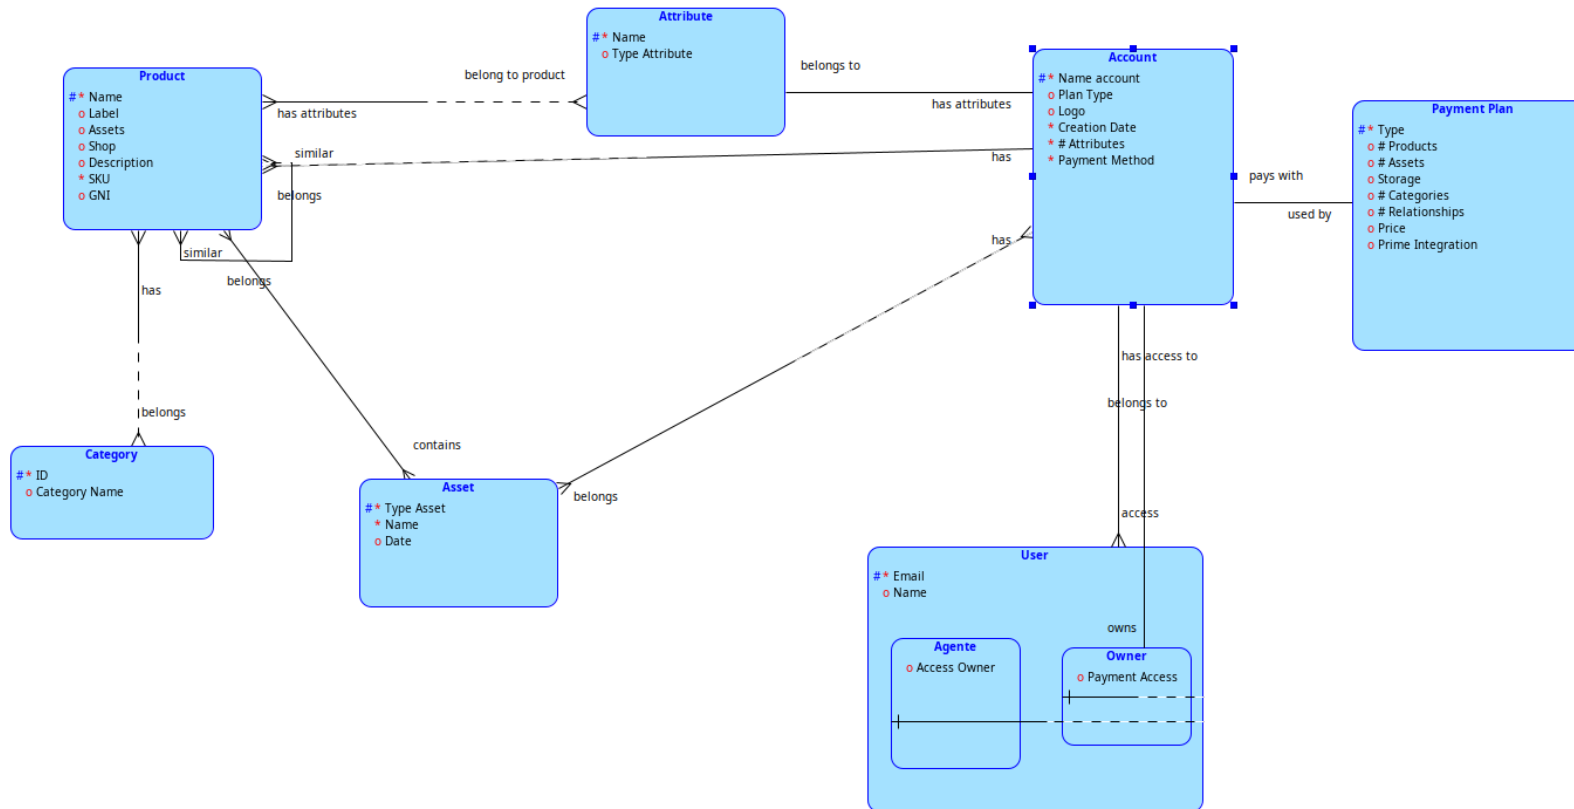 Attribute
#* Name
o Type Attribute
Product
#* Name
o Label
o Assets
o Shop
o Description
* SKU
o GNI
belong to product
has attributes
belongs to
has attributes
Account
#* Name account
o Plan Type
o Logo
* Creation Date
* # Attributes
* Payment Method
Payment Plan
#* Type
o # Products
o # Assets
o Storage
o # Categories
o # Relationships
o Price
o Prime Integration
similar
has
belongs
pays with
used by
similar
has
belongs
has
has access to
belongs to
belongs
contains
Category
#* ID
o Category Name
Asset
#* Type Asset
* Name
o Date
belongs
access
User
#* Email
o Name
owns
Agente
o Access Owner
Owner
o Payment Access